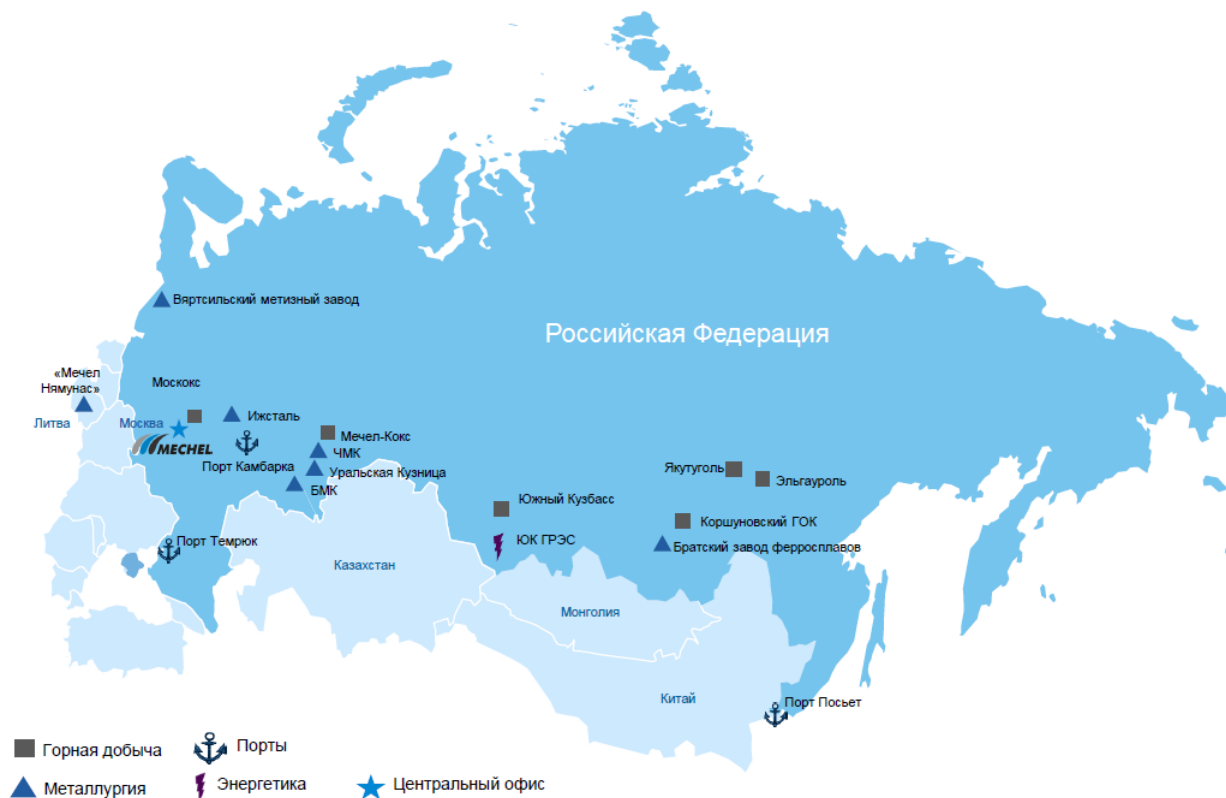 Вяртсильский метизный завод
Российская Федерация
«Мечел
Нямунас»
Москокс
Литва
Москва
Ижсталь
MECHEL
Мечел-Кокс
ЧМК
Порт Камбарка
Уральская Кузница
БМК
Якутуголь
Эльгауроль
Южный Кузбасс
Коршуновский ГОК
Порт Темрюк
ЮК ГРЭС
Братский завод ферросплавов
Казахстан
Монголия
Китай
Порт Посьет
Горная добыча
Порты
Металлургия
Энергетика
Центральный офис